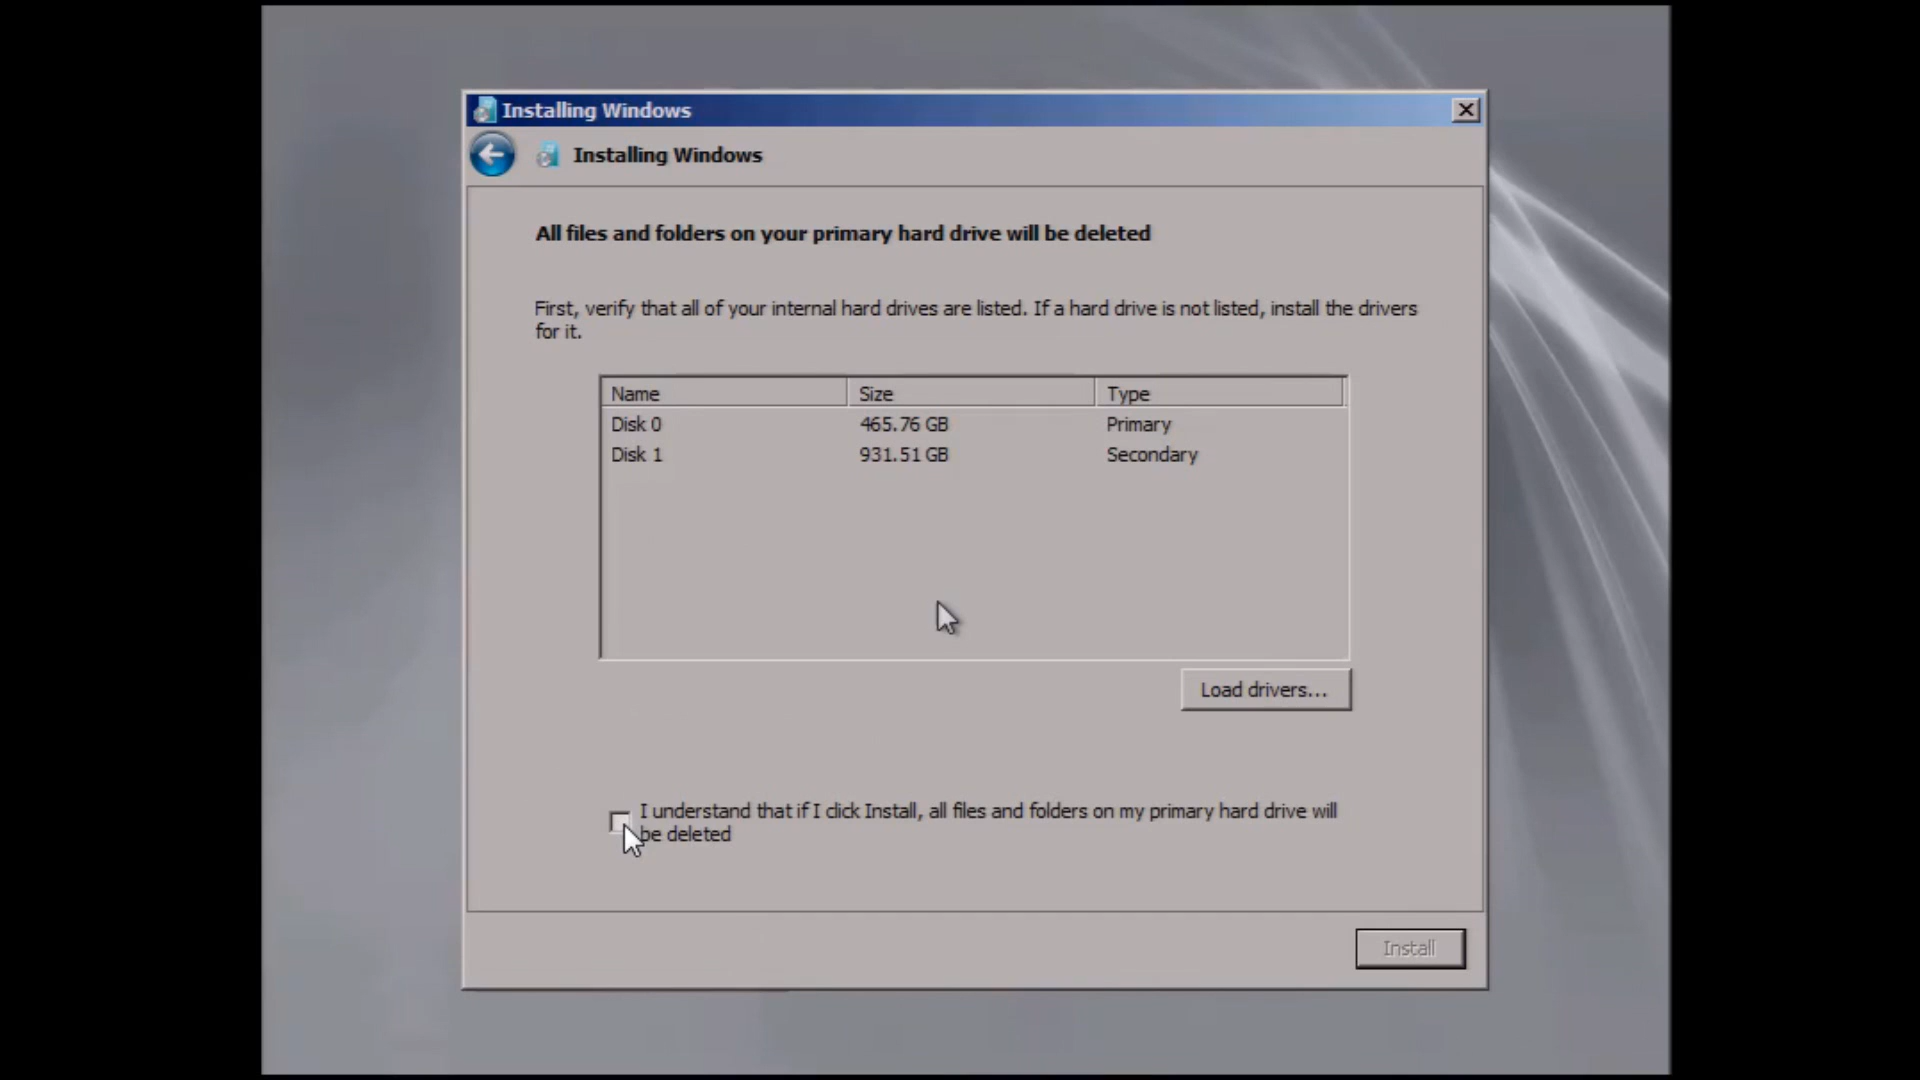 Installing Windows
Installing Windows
All files and folders on your primary hard drive will be deleted
First, verify that all of your internal hard drives are listed. If a hard drive is not listed, install the drivers
for it.
Name Size Type
Disk 0 465.76 GB Primary
Disk 1 931.51 GB Secondary
Load drivers...
I understand that if I click Install, all files and folders on my primary hard drive will
be deleted
Install